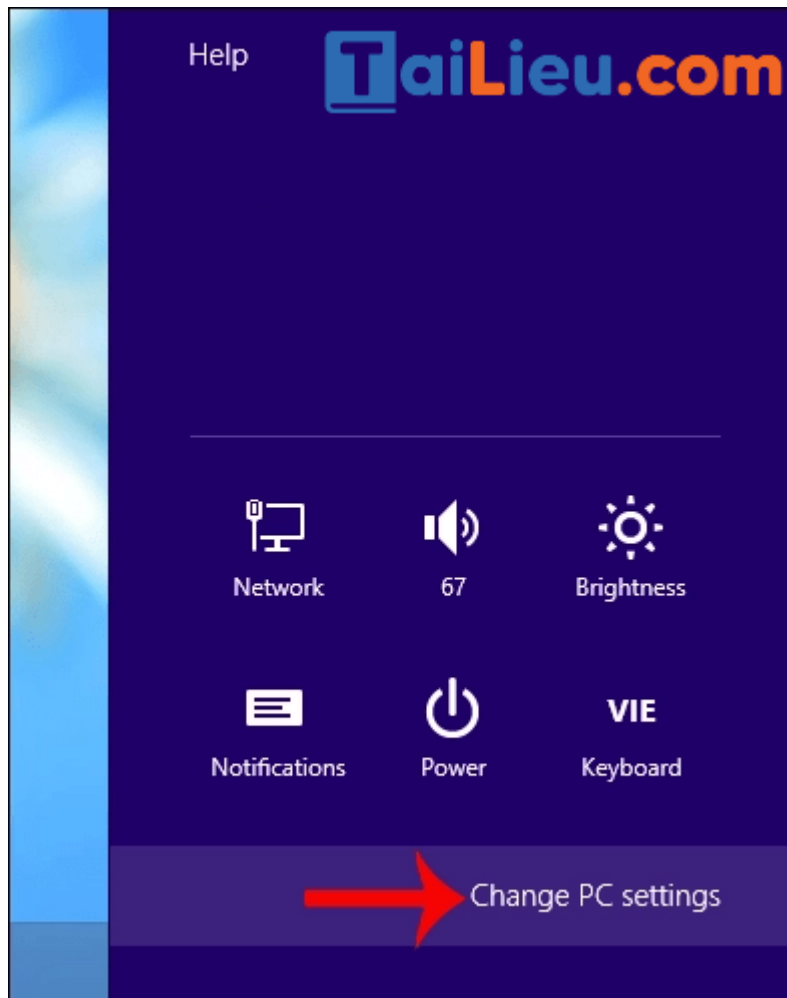 Help
TaiLieu.com
Network
67
Brightness
Notifications
Power
VIE
Keyboard
Change PC settings